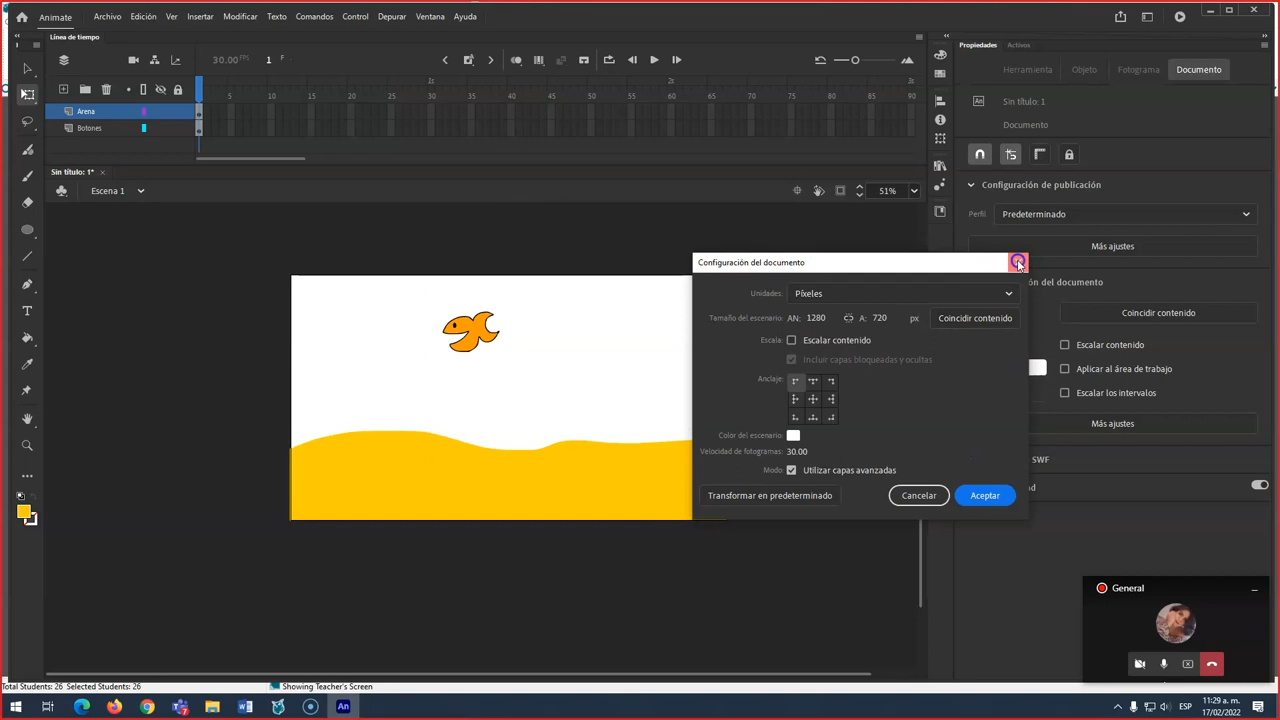 Animate Archivo Edición Ver Insertar Modificar Texto Comandos Control Depurar Ventana Ayuda
Línea de tiempo
Propiedades Activos
30.00 FPS 1 F
Herramienta Objeto Fotograma Documento
1s 2s 3s
5 10 15 20 25 30 35 40 45 50 55 60 65 70 75 80 85 90
Arena
Botones
An Sin título: 1
Documento
Sin título: 1* ×
Escena 1
51%
Configuración de publicación
Perfil Predeterminado
Más ajustes
Configuración del documento
Unidades: Píxeles
Tamaño del escenario: AN: 1280 A: 720 px Coincidir contenido
Escala: Escalar contenido
Incluir capas bloqueadas y ocultas
Anclaje:
Color del escenario:
Velocidad de fotogramas: 30.00
Modo: Utilizar capas avanzadas
Transformar en predeterminado Cancelar Aceptar
ón del documento
Coincidir contenido
Escalar contenido
Aplicar al área de trabajo
Escalar los intervalos
Más ajustes
SWF
d
General
Total Students: 26 Selected Students: 26 Showing Teacher's Screen
An
ESP
11:29 a. m.
17/02/2022